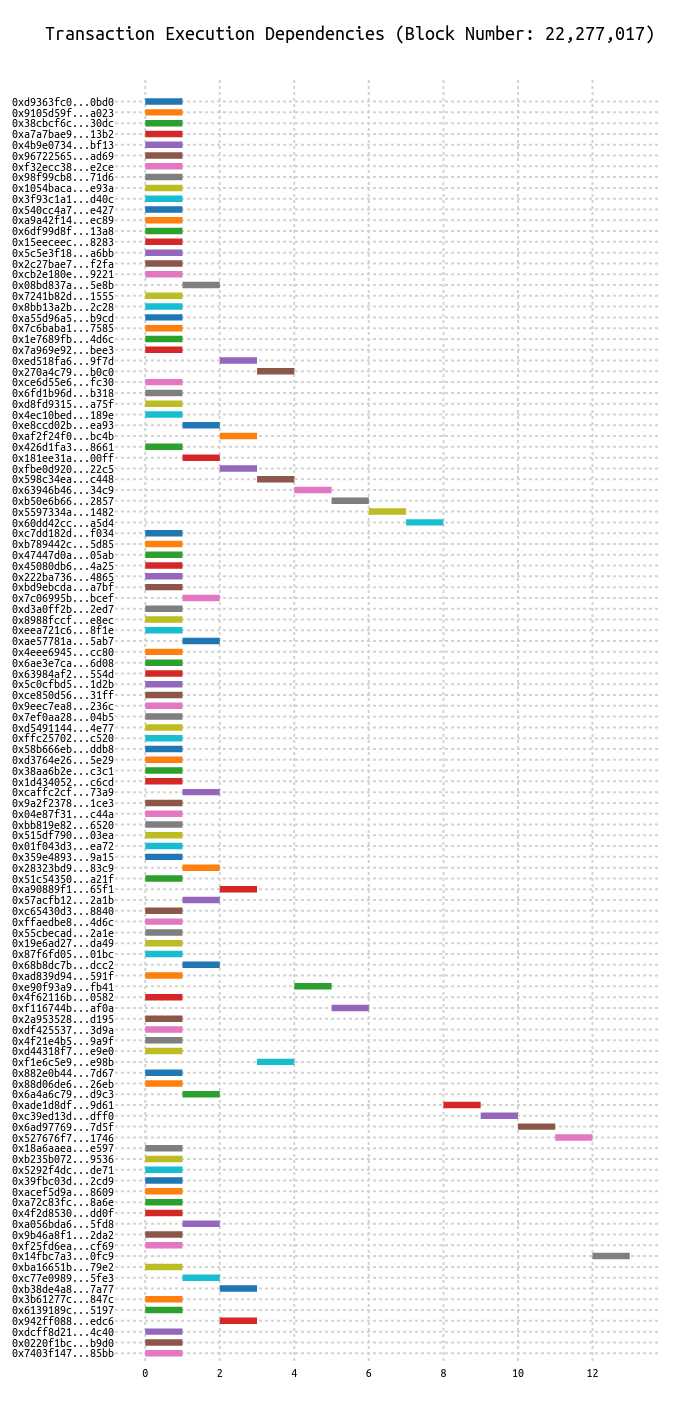 Transaction Execution Dependencies (Block Number: 22,277,017)
0xd9363fc0...0bd0
0x9105d59f...a023
0x38cbcf6c...30dc
0xa7a7bae9...13b2
0x4b9e0734...bf13
0x96722565...ad69
0xf32ecc38...e2ce
0x98f99cb8...71d6
0x1054baca...e93a
0x3f93c1a1...d40c
0x540cc4a7...e427
0xa9a42f14...ec89
0x6df99d8f...13a8
0x15eeceec...8283
0x5c5e3f18...a6bb
0x2c27bae7...f2fa
0xcb2e180e...9221
0x08bd837a...5e8b
0x7241b82d...1555
0x8bb13a2b...2c28
0xa55d96a5...b9cd
0x7c6baba1...7585
0x1e7689fb...4d6c
0x7a969e92...bee3
0xed518fa6...9f7d
0x270a4c79...b0c0
0xce6d55e6...fc30
0x6fd1b96d...b318
0xd8fd9315...a75f
0x4ec10bed...189e
0xe8ccd02b...ea93
0xaf2f24f0...bc4b
0x426d1fa3...8661
0x181ee31a...00ff
0xfbe0d920...22c5
0x598c34ea...c448
0x63946b46...34c9
0xb50e6b66...2857
0x5597334a...1482
0x60dd42cc...a5d4
0xc7dd182d...f034
0xb789442c...5d85
0x47447d0a...05ab
0x45080db6...4a25
0x222ba736...4865
0xbd9ebcda...a7bf
0x7c06995b...bcef
0xd3a0ff2b...2ed7
0x8988fccf...e8ec
0xeea721c6...8f1e
0xae57781a...5ab7
0x4eee6945...cc80
0x6ae3e7ca...6d08
0x63984af2...554d
0x5c0cfbd5...1d2b
0xce850d56...31ff
0x9eec7ea8...236c
0x7ef0aa28...04b5
0xd5491144...4e77
0xffc25702...c520
0x58b666eb...ddb8
0xd3764e26...5e29
0x38aa6b2e...c3c1
0x1d434052...c6cd
0xcaffc2cf...73a9
0x9a2f2378...1ce3
0x04e87f31...c44a
0xbb819e82...6520
0x515df790...03ea
0x01f043d3...ea72
0x359e4893...9a15
0x28323bd9...83c9
0x51c54350...a21f
0xa90889f1...65f1
0x57acfb12...2a1b
0xc65430d3...8840
0xffaedbe8...4d6c
0x55cbecad...2a1e
0x19e6ad27...da49
0x87f6fd05...01bc
0x68b8dc7b...dcc2
0xad839d94...591f
0xe90f93a9...fb41
0x4f62116b...0582
0xf116744b...af0a
0x2a953528...d195
0xdf425537...3d9a
0x4f21e4b5...9a9f
0xd44318f7...e9e0
0xf1e6c5e9...e98b
0x882e0b44...7d67
0x88d06de6...26eb
0x6a4a6c79...d9c3
0xade1d8df...9d61
0xc39ed13d...dff0
0x6ad97769...7d5f
0x527676f7...1746
0x18a6aaea...e597
0xb235b072...9536
0x5292f4dc...de71
0x39fbc03d...2cd9
0xacef5d9a...8609
0xa72c83fc...8a6e
0x4f2d8530...dd0f
0xa056bda6...5fd8
0x9b46a8f1...2da2
0xf25fd6ea...cf69
0x14fbc7a3...0fc9
0xba16651b...79e2
0xc77e0989...5fe3
0xb38de4a8...7a77
0x3b61277c...847c
0x6139189c...5197
0x942ff088...edc6
0xdcff8d21...4c40
0x0220f1bc...b9d0
0x7403f147...85bb
0 2 4 6 8 10 12